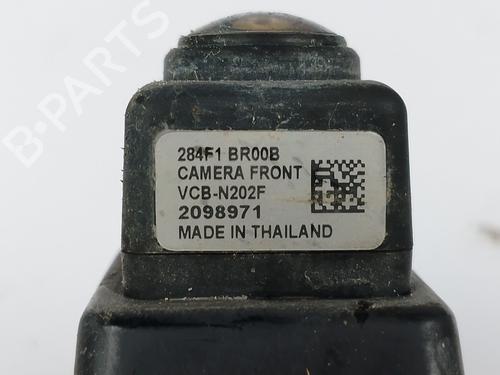 B-PARTS
284F1 BR00B
CAMERA FRONT
VCB-N202F
2098971
MADE IN THAILAND